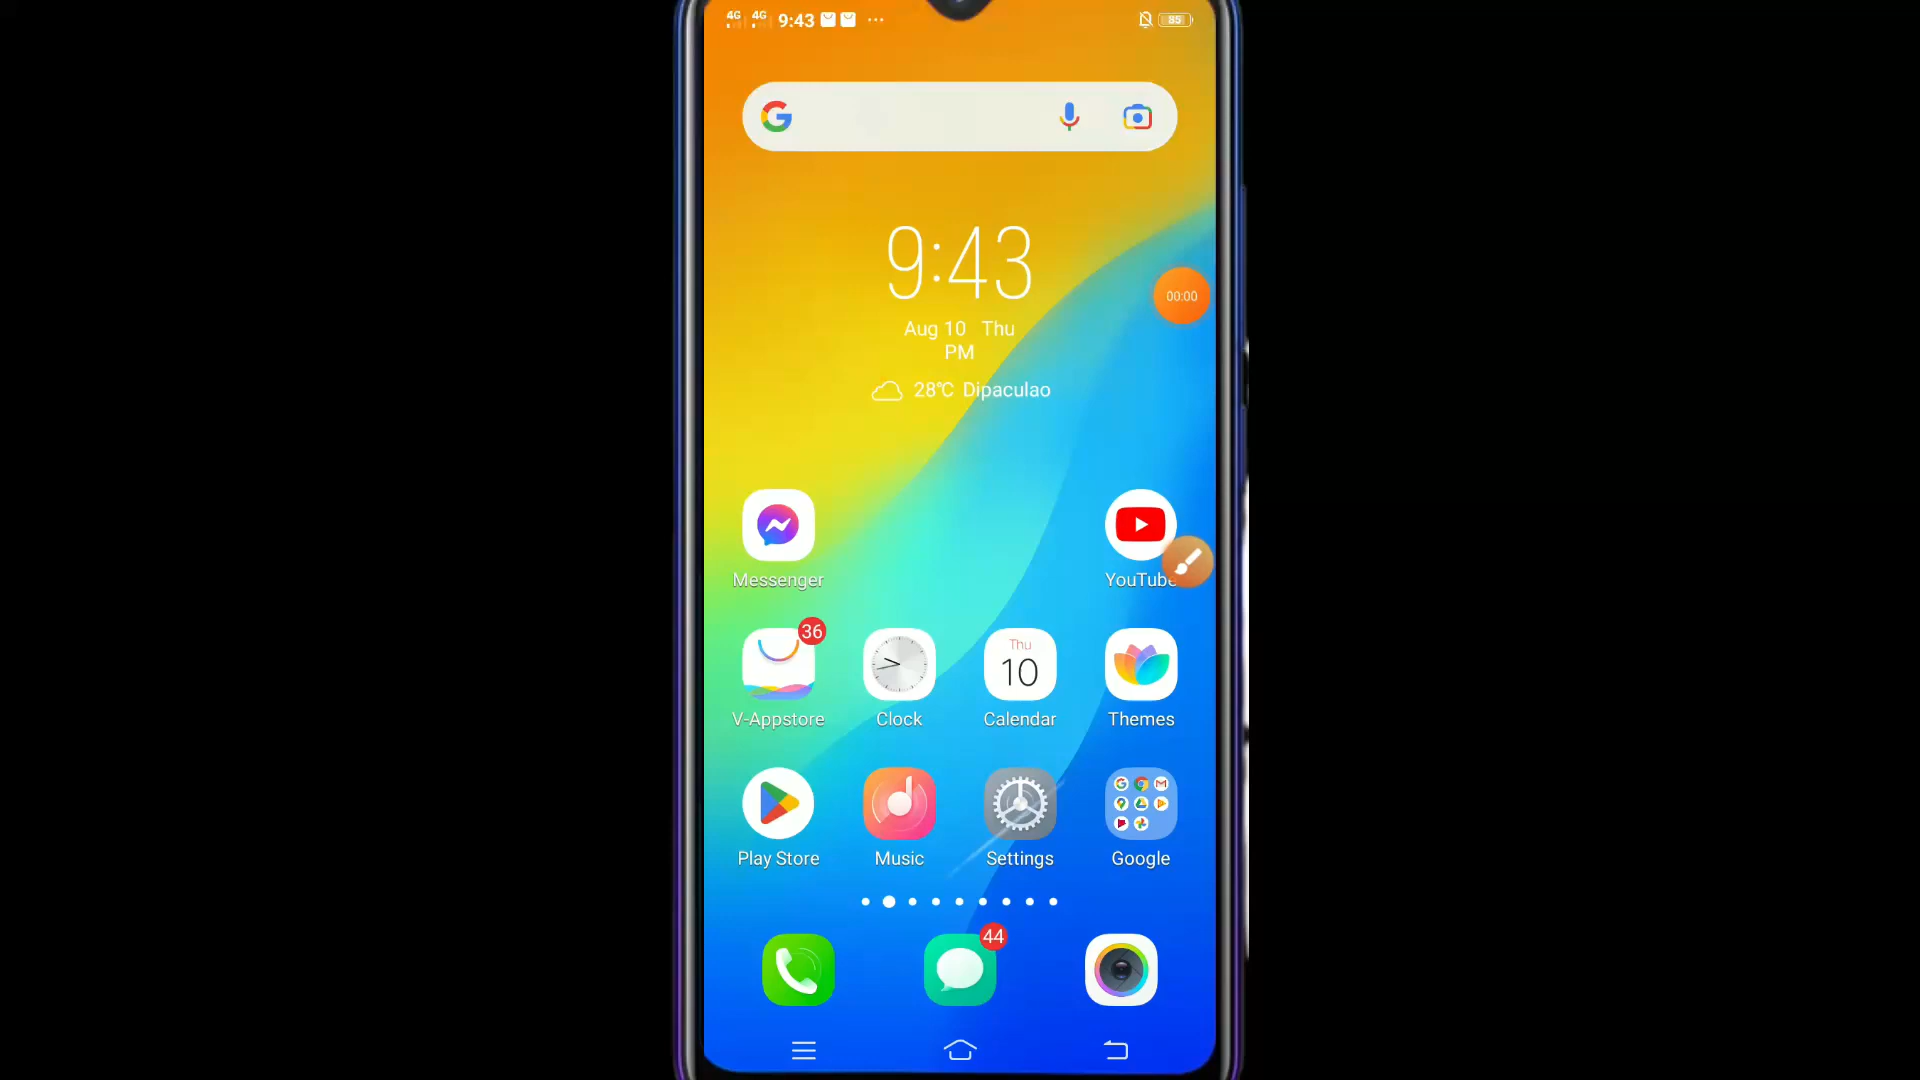 4G 4G 9:43 ... 85
9:43
00:00
Aug 10 Thu
PM
28℃ Dipaculao
Messenger YouTube
36
Thu
10
V-Appstore Clock Calendar Themes
Play Store Music Settings Google
44